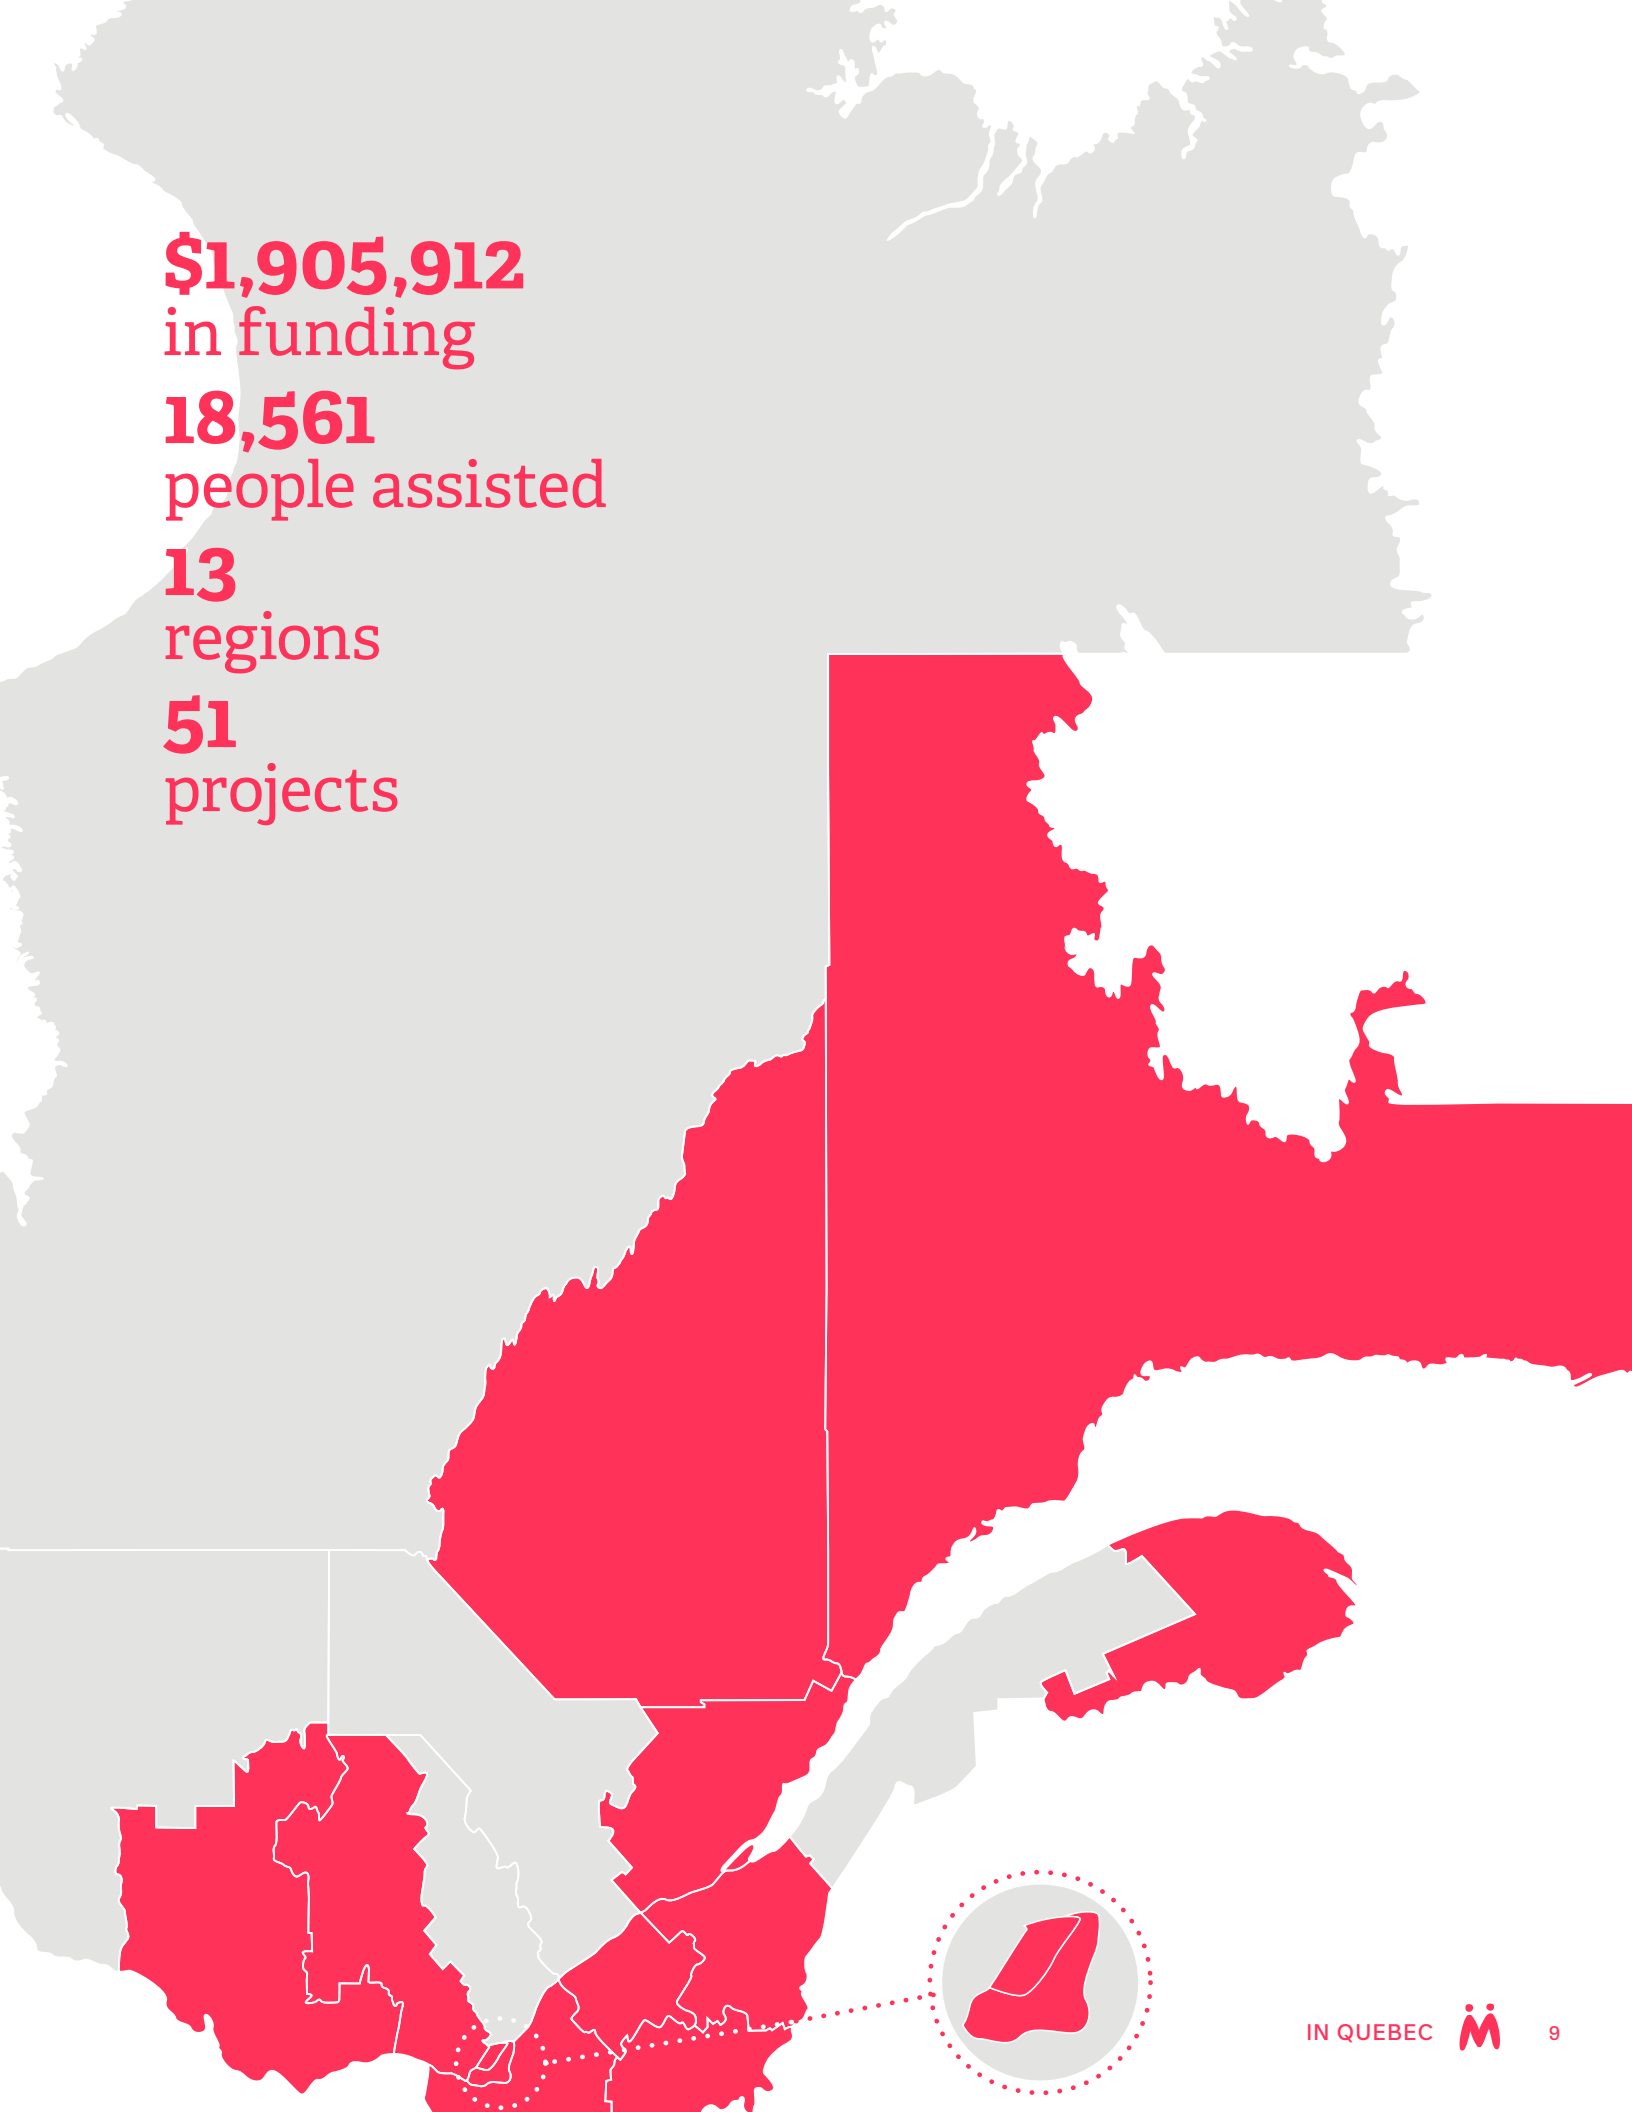 $1,905,912
in funding
18,561
people assisted
13
regions
51
projects
IN QUEBEC
9